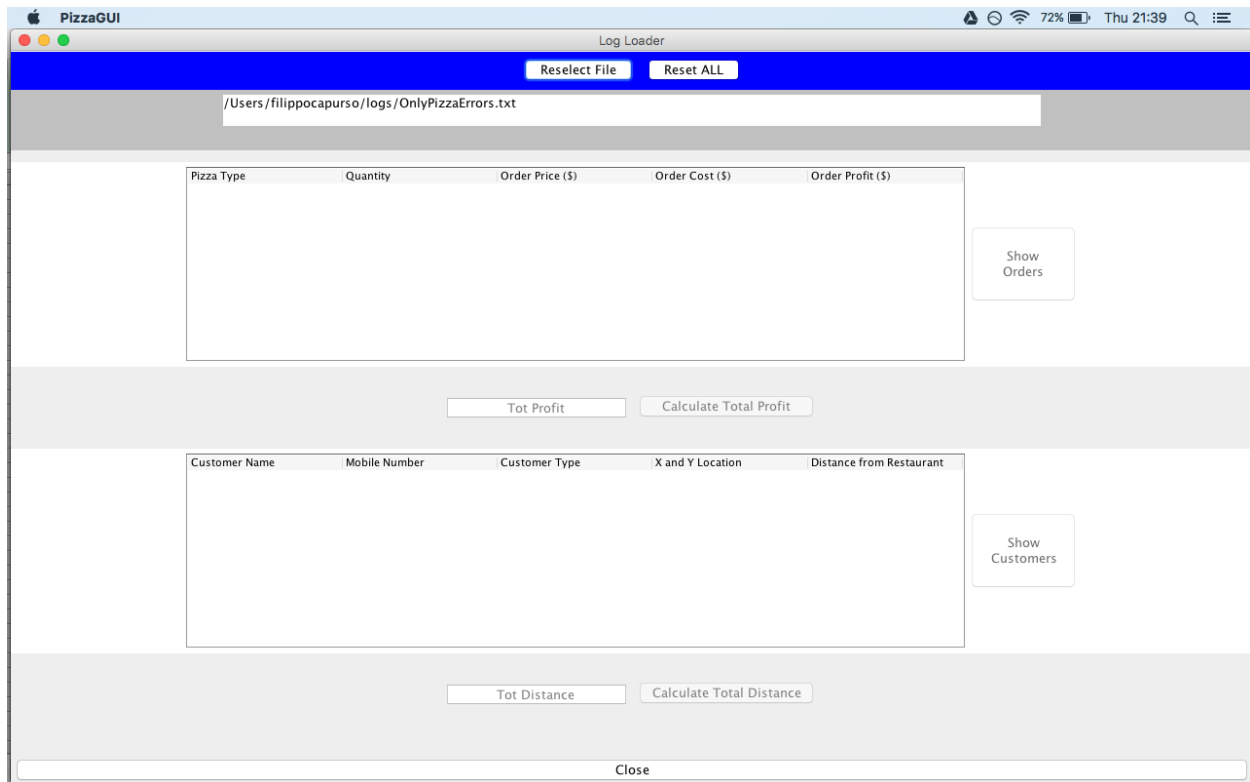 PizzaGUI 72% Thu 21:39
Log Loader
Reselect File Reset ALL
/Users/filippocapurso/logs/OnlyPizzaErrors.txt
Pizza Type Quantity Order Price ($) Order Cost ($) Order Profit ($)
Show
Orders
Tot Profit Calculate Total Profit
Customer Name Mobile Number Customer Type X and Y Location Distance from Restaurant
Show
Customers
Tot Distance Calculate Total Distance
Close